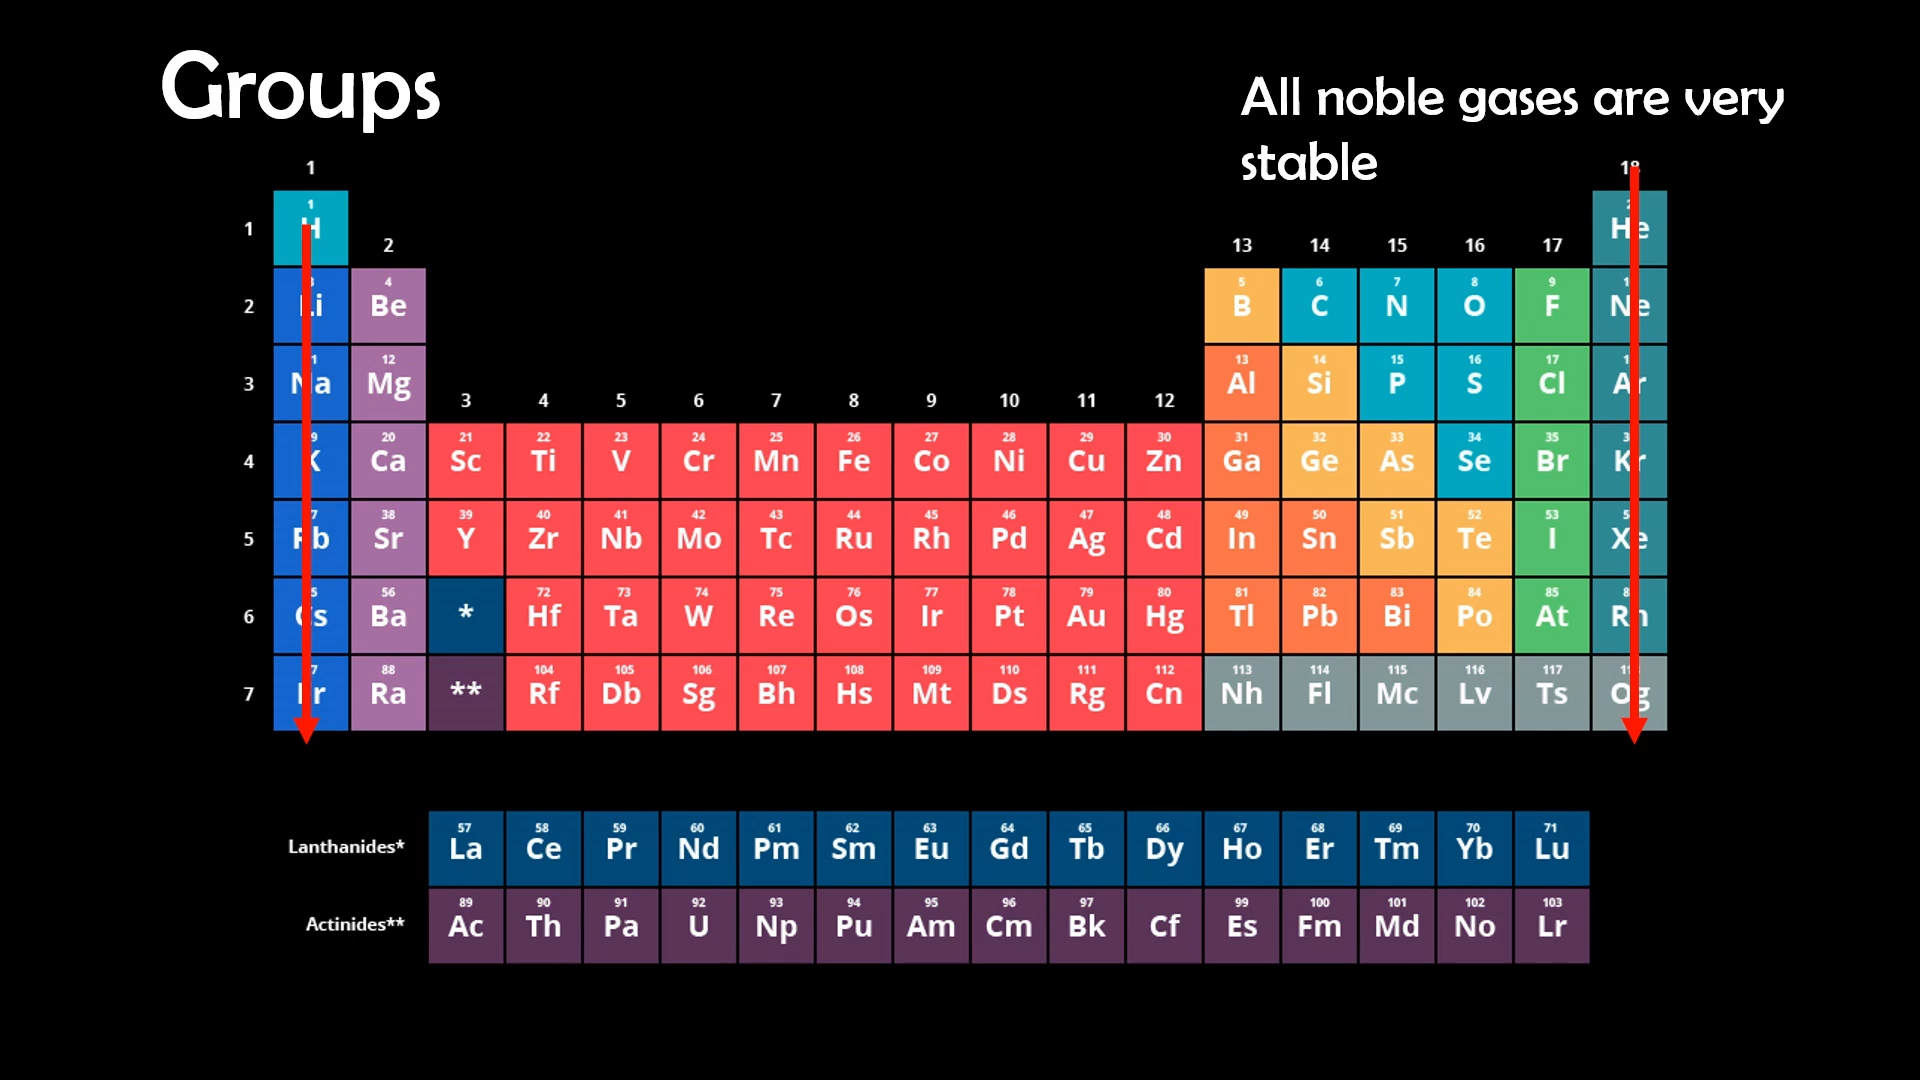 Groups
All noble gases are very
stable
1 18
1 H He
2 13 14 15 16 17
2 Li 4 Be 5 B 6 C 7 N 8 O 9 F Ne
3 Na 12 Mg 13 Al 14 Si 15 P 16 S 17 Cl Ar
3 4 5 6 7 8 9 10 11 12
4 K 20 Ca 21 Sc 22 Ti 23 V 24 Cr 25 Mn 26 Fe 27 Co 28 Ni 29 Cu 30 Zn 31 Ga 32 Ge 33 As 34 Se 35 Br Kr
5 Rb 38 Sr 39 Y 40 Zr 41 Nb 42 Mo 43 Tc 44 Ru 45 Rh 46 Pd 47 Ag 48 Cd 49 In 50 Sn 51 Sb 52 Te 53 I Xe
6 Cs 56 Ba * 72 Hf 73 Ta 74 W 75 Re 76 Os 77 Ir 78 Pt 79 Au 80 Hg 81 Tl 82 Pb 83 Bi 84 Po 85 At Rn
7 Fr 88 Ra ** 104 Rf 105 Db 106 Sg 107 Bh 108 Hs 109 Mt 110 Ds 111 Rg 112 Cn 113 Nh 114 Fl 115 Mc 116 Lv 117 Ts Og
Lanthanides* 57 La 58 Ce 59 Pr 60 Nd 61 Pm 62 Sm 63 Eu 64 Gd 65 Tb 66 Dy 67 Ho 68 Er 69 Tm 70 Yb 71 Lu
Actinides** 89 Ac 90 Th 91 Pa 92 U 93 Np 94 Pu 95 Am 96 Cm 97 Bk Cf 99 Es 100 Fm 101 Md 102 No 103 Lr